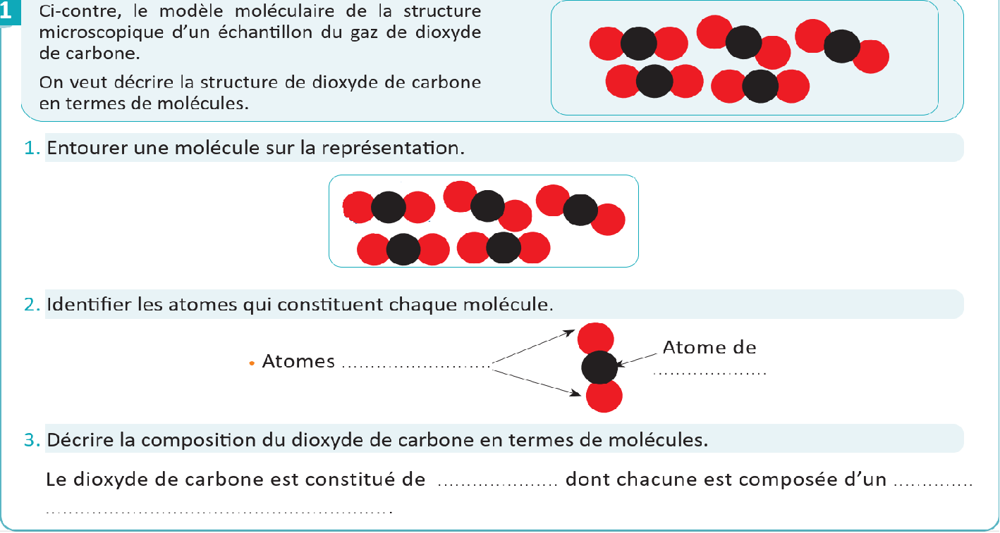 1
Ci-contre, le modèle moléculaire de la structure
microscopique d’un échantillon du gaz de dioxyde
de carbone.
On veut décrire la structure de dioxyde de carbone
en termes de molécules.
1. Entourer une molécule sur la représentation.
2. Identifier les atomes qui constituent chaque molécule.
• Atomes ..........................
Atome de
....................
3. Décrire la composition du dioxyde de carbone en termes de molécules.
Le dioxyde de carbone est constitué de ..................... dont chacune est composée d’un ..............
............................................................